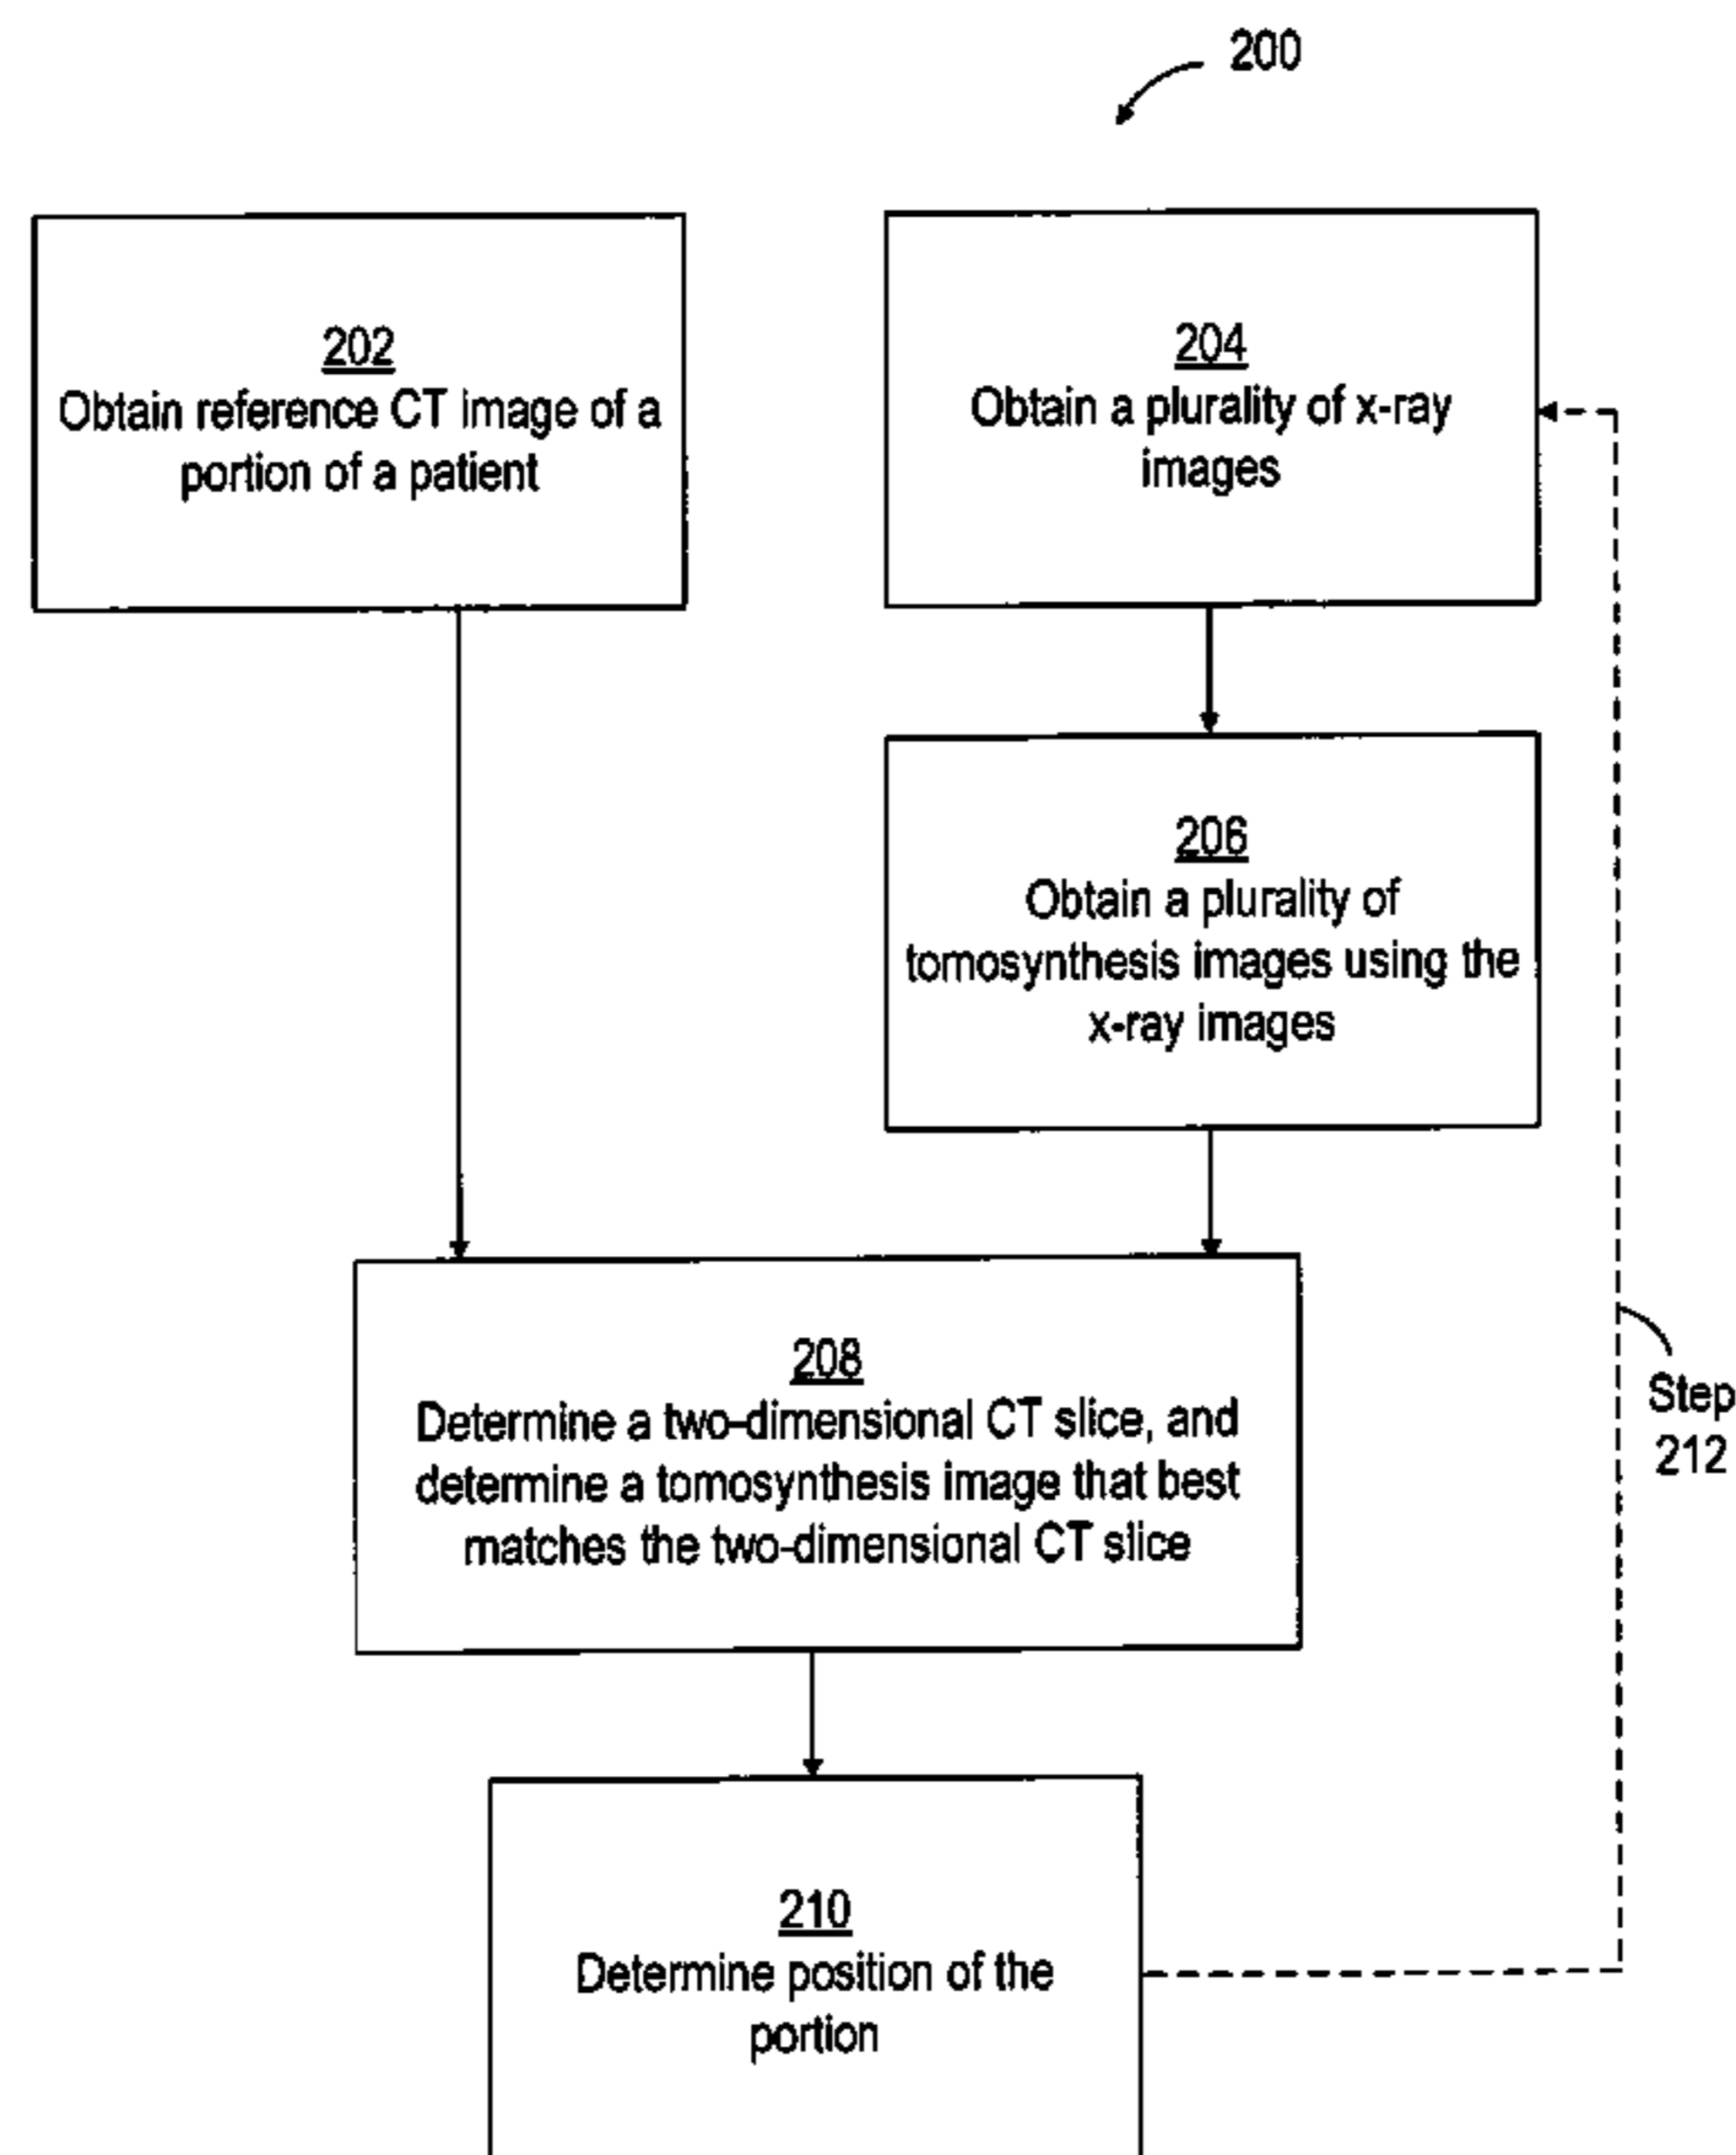 200
202
Obtain reference CT image of a
portion of a patient
204
Obtain a plurality of x-ray
images
206
Obtain a plurality of
tomosynthesis images using the
x-ray images
208
Determine a two-dimensional CT slice, and
determine a tomosynthesis image that best
matches the two-dimensional CT slice
Step
212
210
Determine position of the
portion